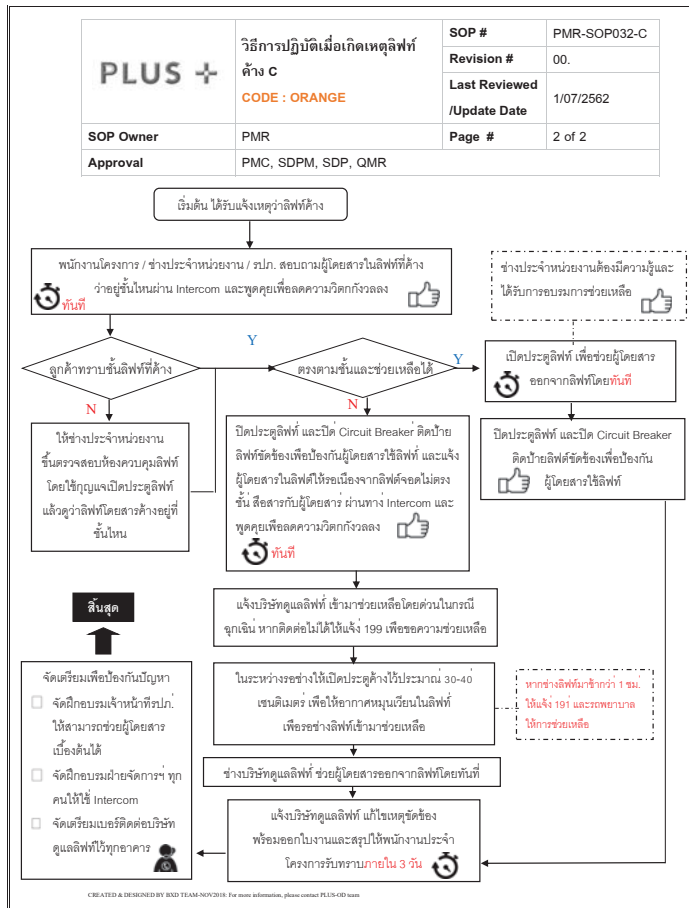 PLUS +
วิธีการปฏิบัติเมื่อเกิดเหตุลิฟท์
ค้าง C
CODE : ORANGE
SOP #
PMR-SOP032-C
Revision #
00.
Last Reviewed
/Update Date
1/07/2562
SOP Owner
PMR
Page #
2 of 2
Approval
PMC, SDPM, SDP, QMR
เริ่มต้น ได้รับแจ้งเหตุว่าลิฟท์ค้าง
พนักงานโครงการ / ช่างประจำหน่วยงาน / รปภ. สอบถามผู้โดยสารในลิฟท์ที่ค้าง
ว่าอยู่ชั้นไหนผ่าน Intercom และพูดคุยเพื่อลดความวิตกกังวลลง
ทันที
ช่างประจำหน่วยงานต้องมีความรู้และ
ได้รับการอบรมการช่วยเหลือ
ลูกค้าทราบชั้นลิฟท์ที่ค้าง
Y
ตรงตามชั้นและช่วยเหลือได้
Y
เปิดประตูลิฟท์ เพื่อช่วยผู้โดยสาร
ออกจากลิฟท์โดยทันที
N
N
ให้ช่างประจำหน่วยงาน
ขึ้นตรวจสอบห้องควบคุมลิฟท์
โดยใช้กุญแจเปิดประตูลิฟท์
แล้วดูว่าลิฟท์โดยสารค้างอยู่ที่
ชั้นไหน
ปิดประตูลิฟท์ และปิด Circuit Breaker ติดป้าย
ลิฟท์ขัดข้องเพื่อป้องกันผู้โดยสารใช้ลิฟท์ และแจ้ง
ผู้โดยสารในลิฟต์ให้รอเนื่องจากลิฟต์จอดไม่ตรง
ชั้น สื่อสารกับผู้โดยสาร ผ่านทาง Intercom และ
พูดคุยเพื่อลดความวิตกกังวลลง
ทันที
ปิดประตูลิฟท์ และปิด Circuit Breaker
ติดป้ายลิฟต์ขัดข้องเพื่อป้องกัน
ผู้โดยสารใช้ลิฟท์
แจ้งบริษัทดูแลลิฟท์ เข้ามาช่วยเหลือโดยด่วนในกรณี
ฉุกเฉิน หากติดต่อไม่ได้ให้แจ้ง 199 เพื่อขอความช่วยเหลือ
ในระหว่างรอช่างให้เปิดประตูค้างไว้ประมาณ 30-40
เซนติเมตร เพื่อให้อากาศหมุนเวียนในลิฟท์
เพื่อรอช่างลิฟท์เข้ามาช่วยเหลือ
หากช่างลิฟท์มาช้ากว่า 1 ชม.
ให้แจ้ง 191 และรถพยาบาล
ให้การช่วยเหลือ
ช่างบริษัทดูแลลิฟท์ ช่วยผู้โดยสารออกจากลิฟท์โดยทันที
แจ้งบริษัทดูแลลิฟท์ แก้ไขเหตุขัดข้อง
พร้อมออกใบงานและสรุปให้พนักงานประจำ
โครงการรับทราบภายใน 3 วัน
สิ้นสุด
จัดเตรียมเพื่อป้องกันปัญหา
จัดฝึกอบรมเจ้าหน้าที่รปภ.
ให้สามารถช่วยผู้โดยสาร
เบื้องต้นได้
จัดฝึกอบรมฝ่ายจัดการฯ ทุก
คนให้ใช้ Intercom
จัดเตรียมเบอร์ติดต่อบริษัท
ดูแลลิฟท์ไว้ทุกอาคาร
CREATED & DESIGNED BY BXD TEAM-NOV2018: For more information, please contact PLUS-OD team